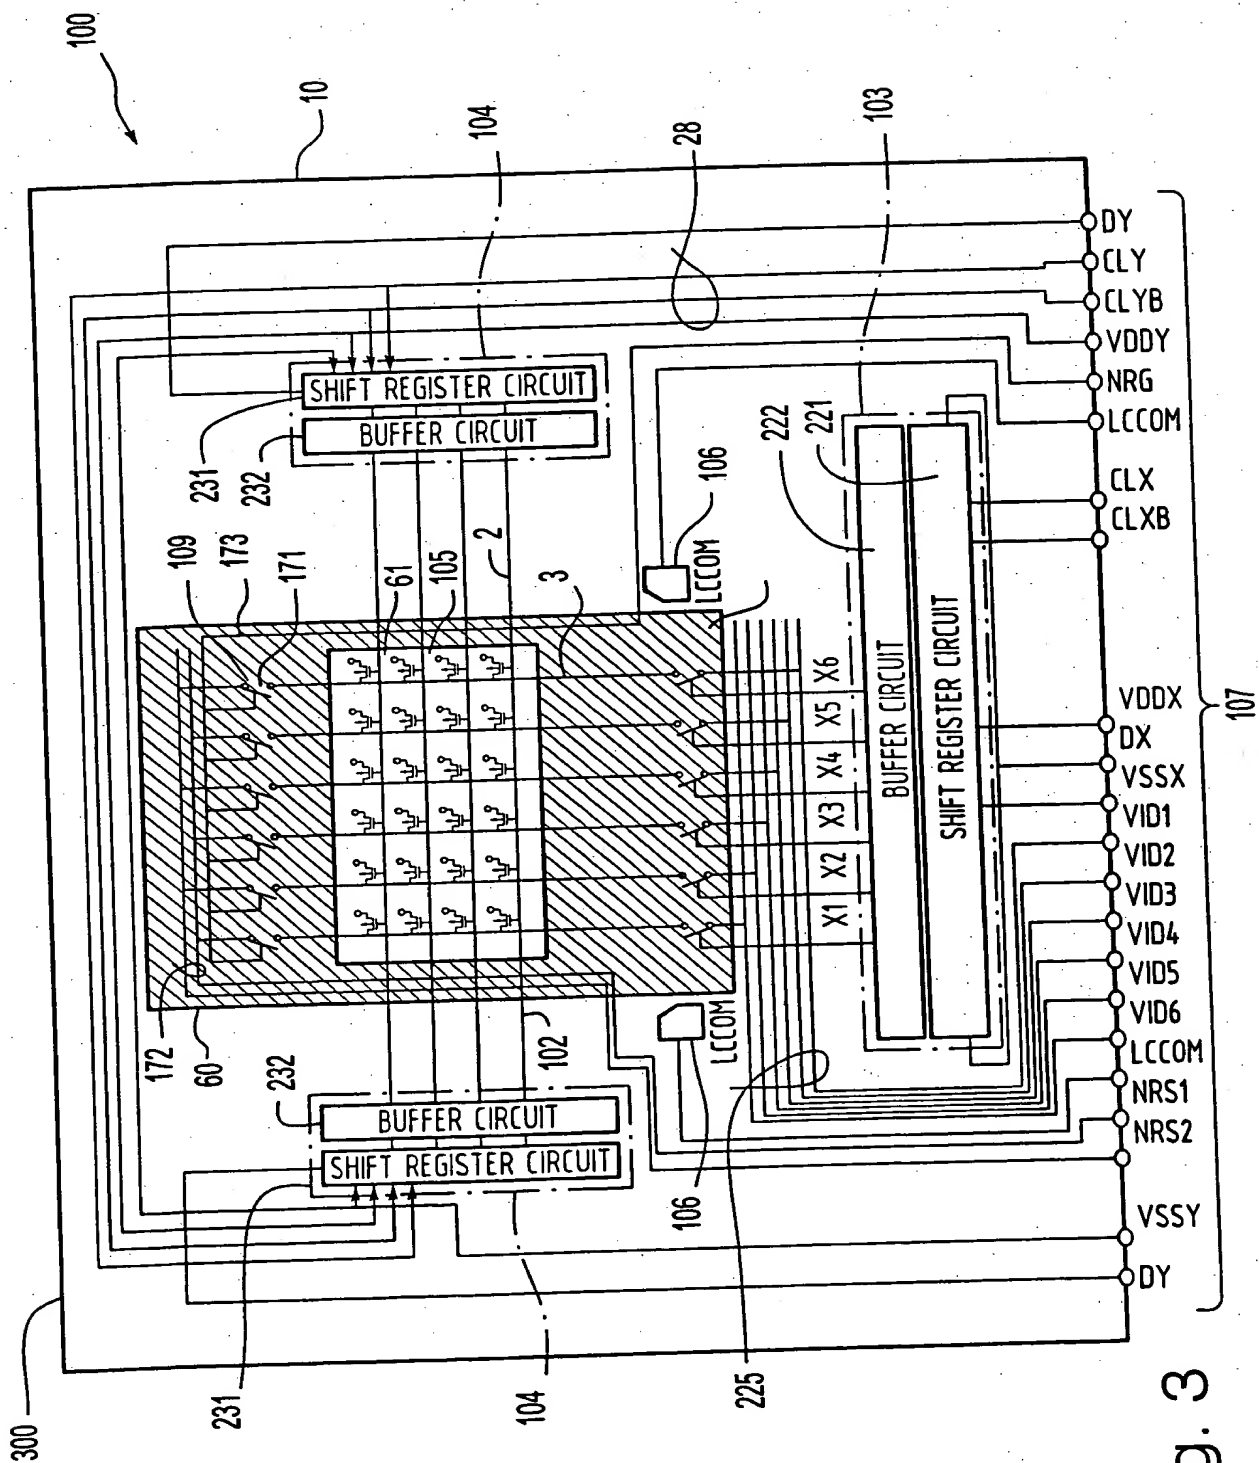 100
10
104
28
103
DY
CLY
CLYB
VDDY
NRG
LCCOM
CLX
CLXB
VDDX
DX
VSSX
VID1
VID2
VID3
VID4
VID5
VID6
LCCOM
NRS1
NRS2
VSSY
DY
107
SHIFT REGISTER CIRCUIT
BUFFER CIRCUIT
231
232
109
173
171
61
105
2
3
106
LCCOM
222
221
X6
X5
X4
X3
X2
X1
BUFFER CIRCUIT
SHIFT REGISTER CIRCUIT
172
60
232
102
LCCOM
BUFFER CIRCUIT
SHIFT REGISTER CIRCUIT
106
231
104
225
300
g. 3